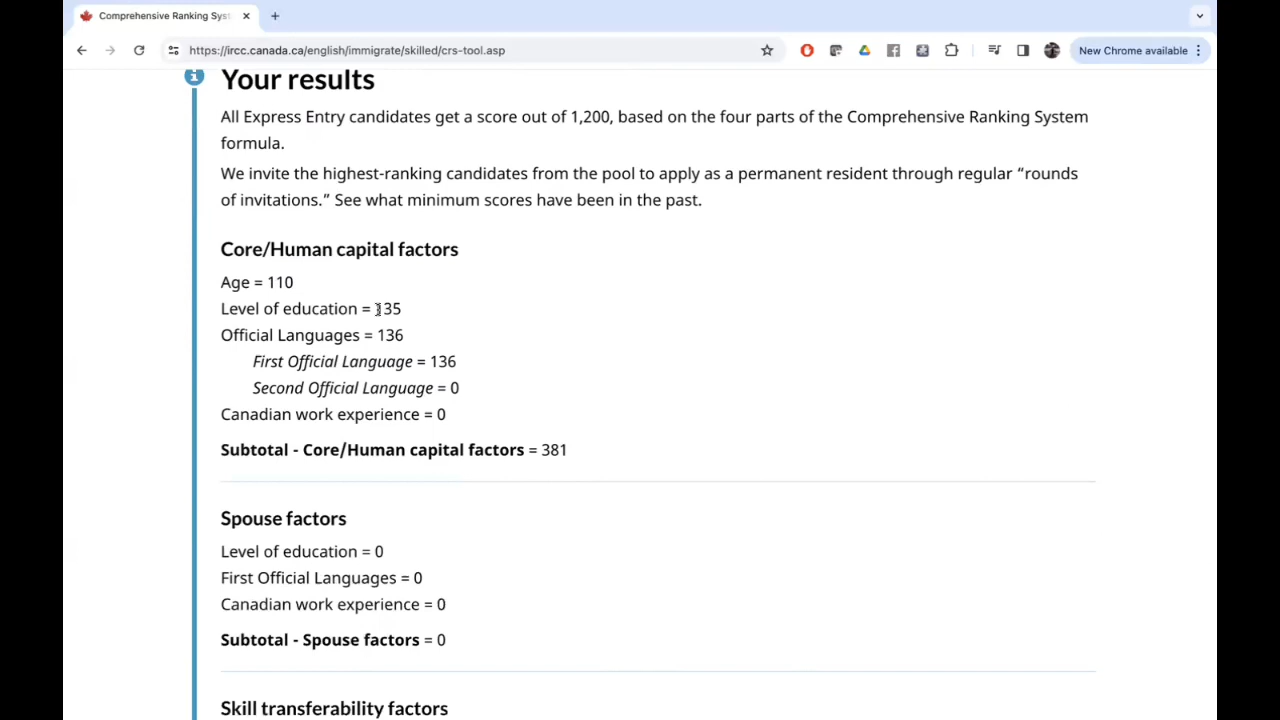 Comprehensive Ranking Syst
https://ircc.canada.ca/english/immigrate/skilled/crs-tool.asp
New Chrome available
Your results
All Express Entry candidates get a score out of 1,200, based on the four parts of the Comprehensive Ranking System
formula.
We invite the highest-ranking candidates from the pool to apply as a permanent resident through regular “rounds
of invitations.” See what minimum scores have been in the past.
Core/Human capital factors
Age = 110
Level of education = 135
Official Languages = 136
First Official Language = 136
Second Official Language = 0
Canadian work experience = 0
Subtotal - Core/Human capital factors = 381
Spouse factors
Level of education = 0
First Official Languages = 0
Canadian work experience = 0
Subtotal - Spouse factors = 0
Skill transferability factors